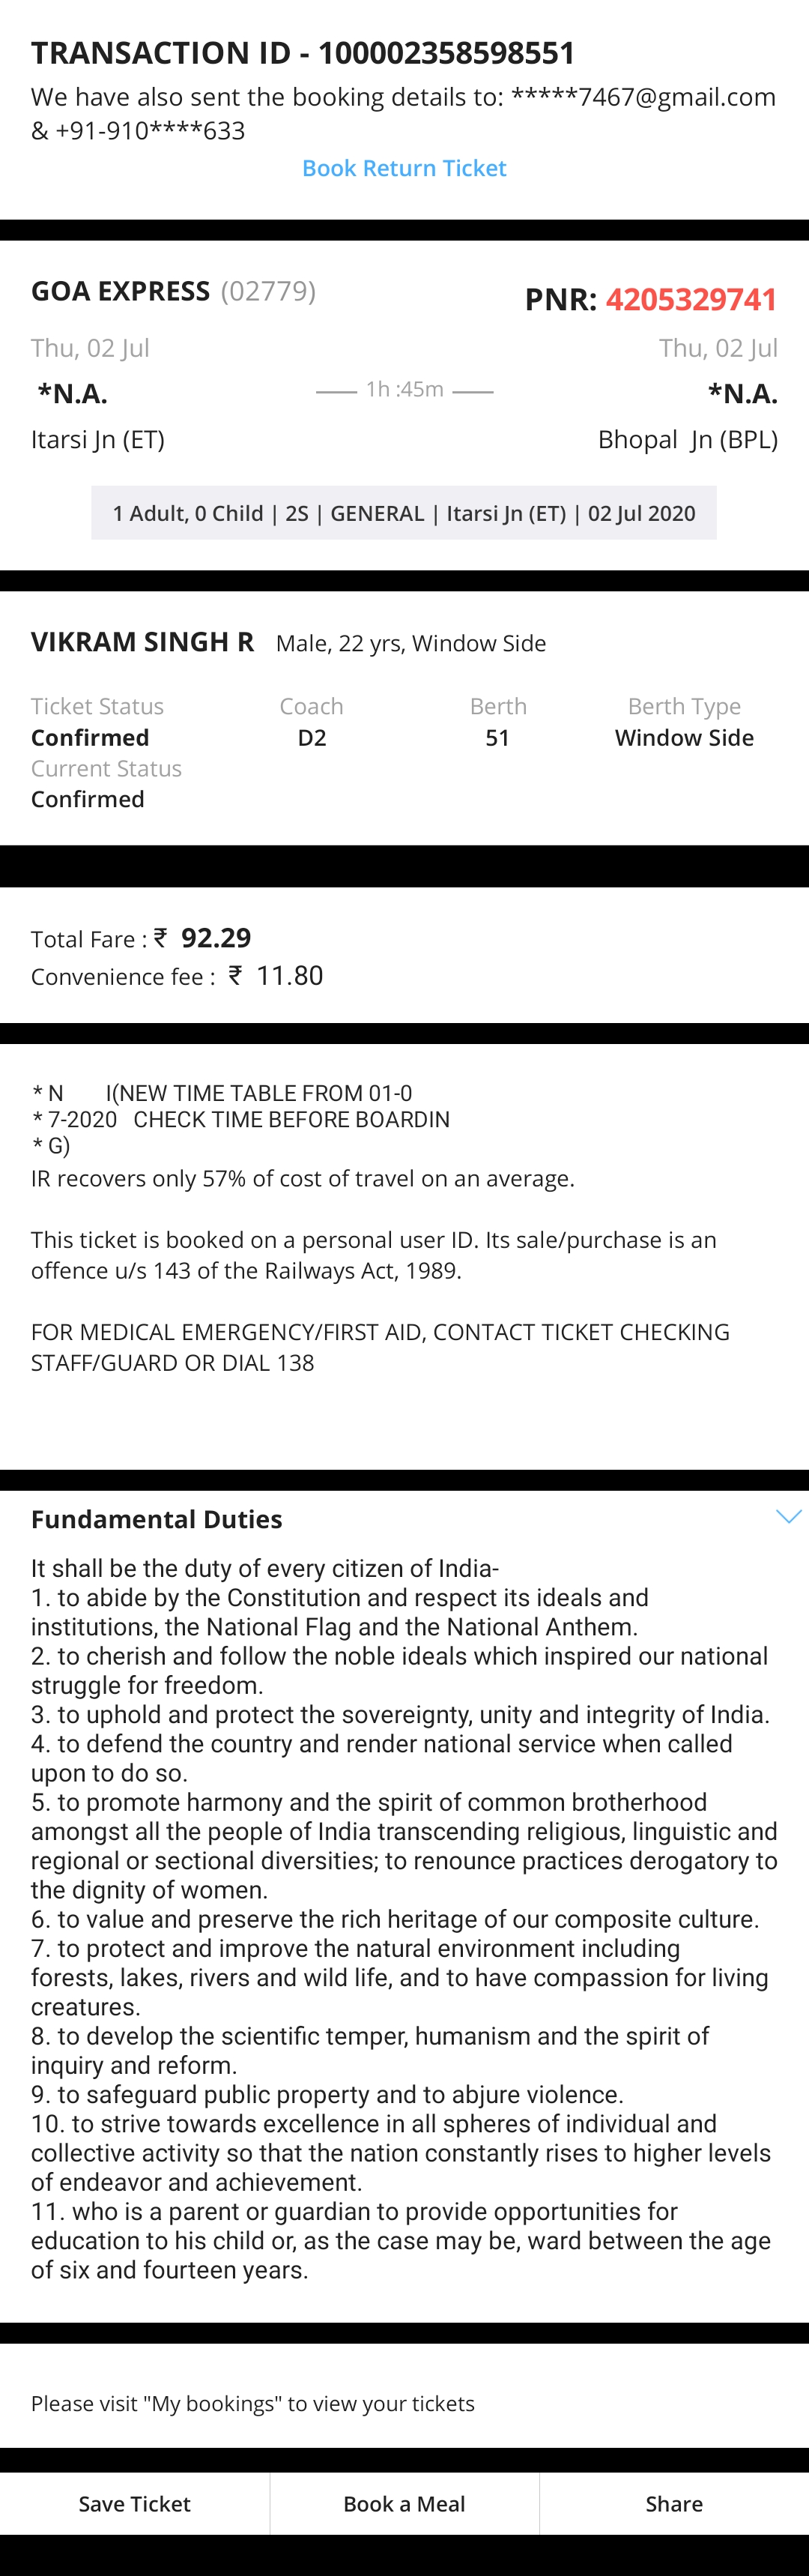 TRANSACTION ID - 100002358598551
We have also sent the booking details to: *****7467@gmail.com
& +91-910****633
Book Return Ticket
GOA EXPRESS (02779) PNR: 4205329741
Thu, 02 Jul Thu, 02 Jul
*N.A. 1h :45m *N.A.
Itarsi Jn (ET) Bhopal  Jn (BPL)
1 Adult, 0 Child | 2S | GENERAL | Itarsi Jn (ET) | 02 Jul 2020
VIKRAM SINGH R Male, 22 yrs, Window Side
Ticket Status Coach Berth Berth Type
Confirmed D2 51 Window Side
Current Status
Confirmed
Total Fare : ₹ 92.29
Convenience fee : ₹ 11.80
* N I(NEW TIME TABLE FROM 01-0
* 7-2020 CHECK TIME BEFORE BOARDIN
* G)
IR recovers only 57% of cost of travel on an average.
This ticket is booked on a personal user ID. Its sale/purchase is an
offence u/s 143 of the Railways Act, 1989.
FOR MEDICAL EMERGENCY/FIRST AID, CONTACT TICKET CHECKING
STAFF/GUARD OR DIAL 138
Fundamental Duties
It shall be the duty of every citizen of India-
1. to abide by the Constitution and respect its ideals and
institutions, the National Flag and the National Anthem.
2. to cherish and follow the noble ideals which inspired our national
struggle for freedom.
3. to uphold and protect the sovereignty, unity and integrity of India.
4. to defend the country and render national service when called
upon to do so.
5. to promote harmony and the spirit of common brotherhood
amongst all the people of India transcending religious, linguistic and
regional or sectional diversities; to renounce practices derogatory to
the dignity of women.
6. to value and preserve the rich heritage of our composite culture.
7. to protect and improve the natural environment including
forests, lakes, rivers and wild life, and to have compassion for living
creatures.
8. to develop the scientific temper, humanism and the spirit of
inquiry and reform.
9. to safeguard public property and to abjure violence.
10. to strive towards excellence in all spheres of individual and
collective activity so that the nation constantly rises to higher levels
of endeavor and achievement.
11. who is a parent or guardian to provide opportunities for
education to his child or, as the case may be, ward between the age
of six and fourteen years.
Please visit "My bookings" to view your tickets
Save Ticket Book a Meal Share